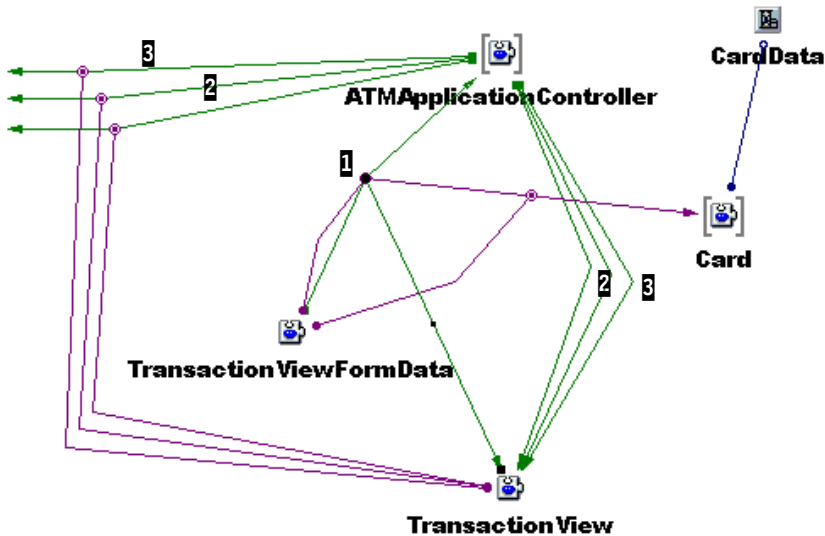 3
2
CardData
ATMApplicationController
1
Card
2
3
TransactionViewFormData
TransactionView